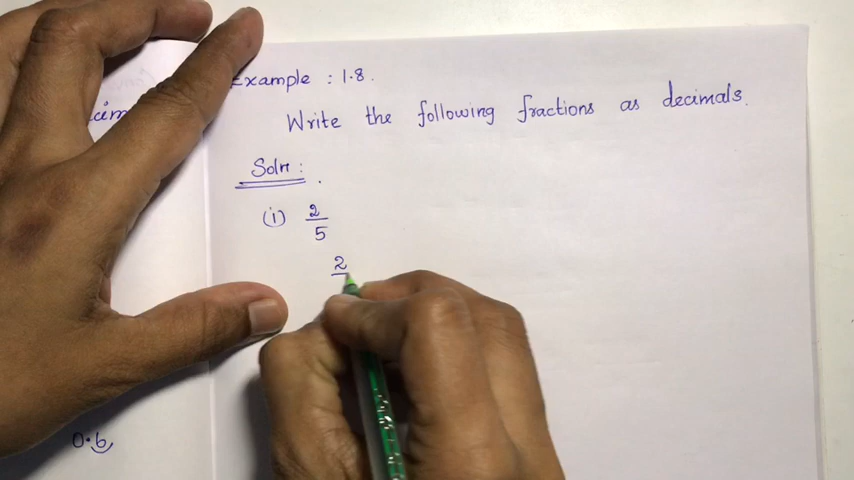 Example : 1.8.
Write the following fractions as decimals.
Soln :
(i) 2
5
2
0.6